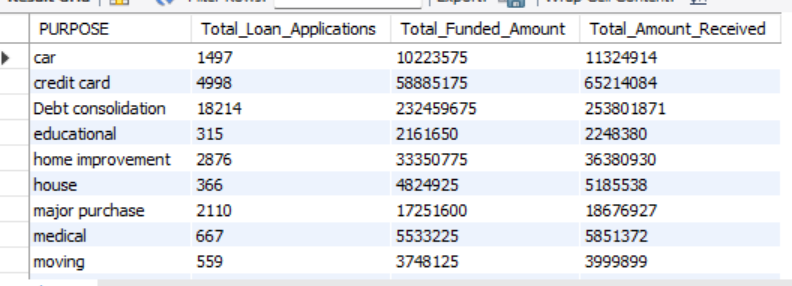 PURPOSE Total_Loan_Applications Total_Funded_Amount Total_Amount_Received
car 1497 10223575 11324914
credit card 4998 58885175 65214084
Debt consolidation 18214 232459675 253801871
educational 315 2161650 2248380
home improvement 2876 33350775 36380930
house 366 4824925 5185538
major purchase 2110 17251600 18676927
medical 667 5533225 5851372
moving 559 3748125 3999899